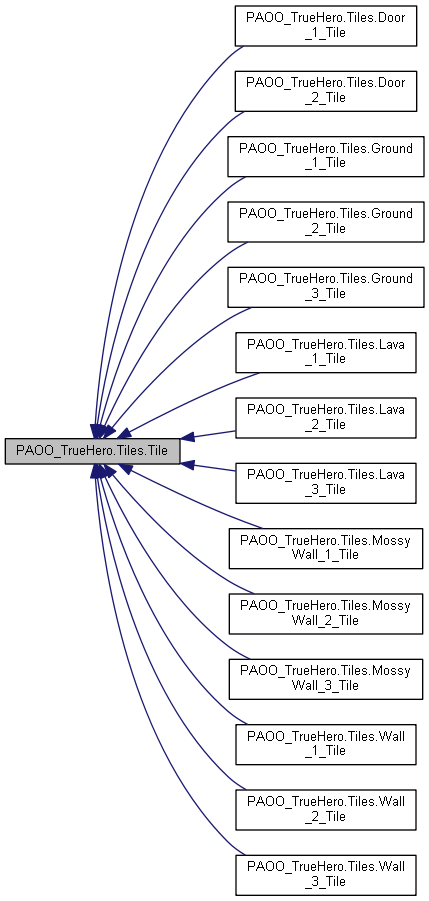 PAOO_TrueHero.Tiles.Door
_1_Tile
PAOO_TrueHero.Tiles.Door
_2_Tile
PAOO_TrueHero.Tiles.Ground
_1_Tile
PAOO_TrueHero.Tiles.Ground
_2_Tile
PAOO_TrueHero.Tiles.Ground
_3_Tile
PAOO_TrueHero.Tiles.Lava
_1_Tile
PAOO_TrueHero.Tiles.Lava
_2_Tile
PAOO_TrueHero.Tiles.Tile
PAOO_TrueHero.Tiles.Lava
_3_Tile
PAOO_TrueHero.Tiles.Mossy
Wall_1_Tile
PAOO_TrueHero.Tiles.Mossy
Wall_2_Tile
PAOO_TrueHero.Tiles.Mossy
Wall_3_Tile
PAOO_TrueHero.Tiles.Wall
_1_Tile
PAOO_TrueHero.Tiles.Wall
_2_Tile
PAOO_TrueHero.Tiles.Wall
_3_Tile